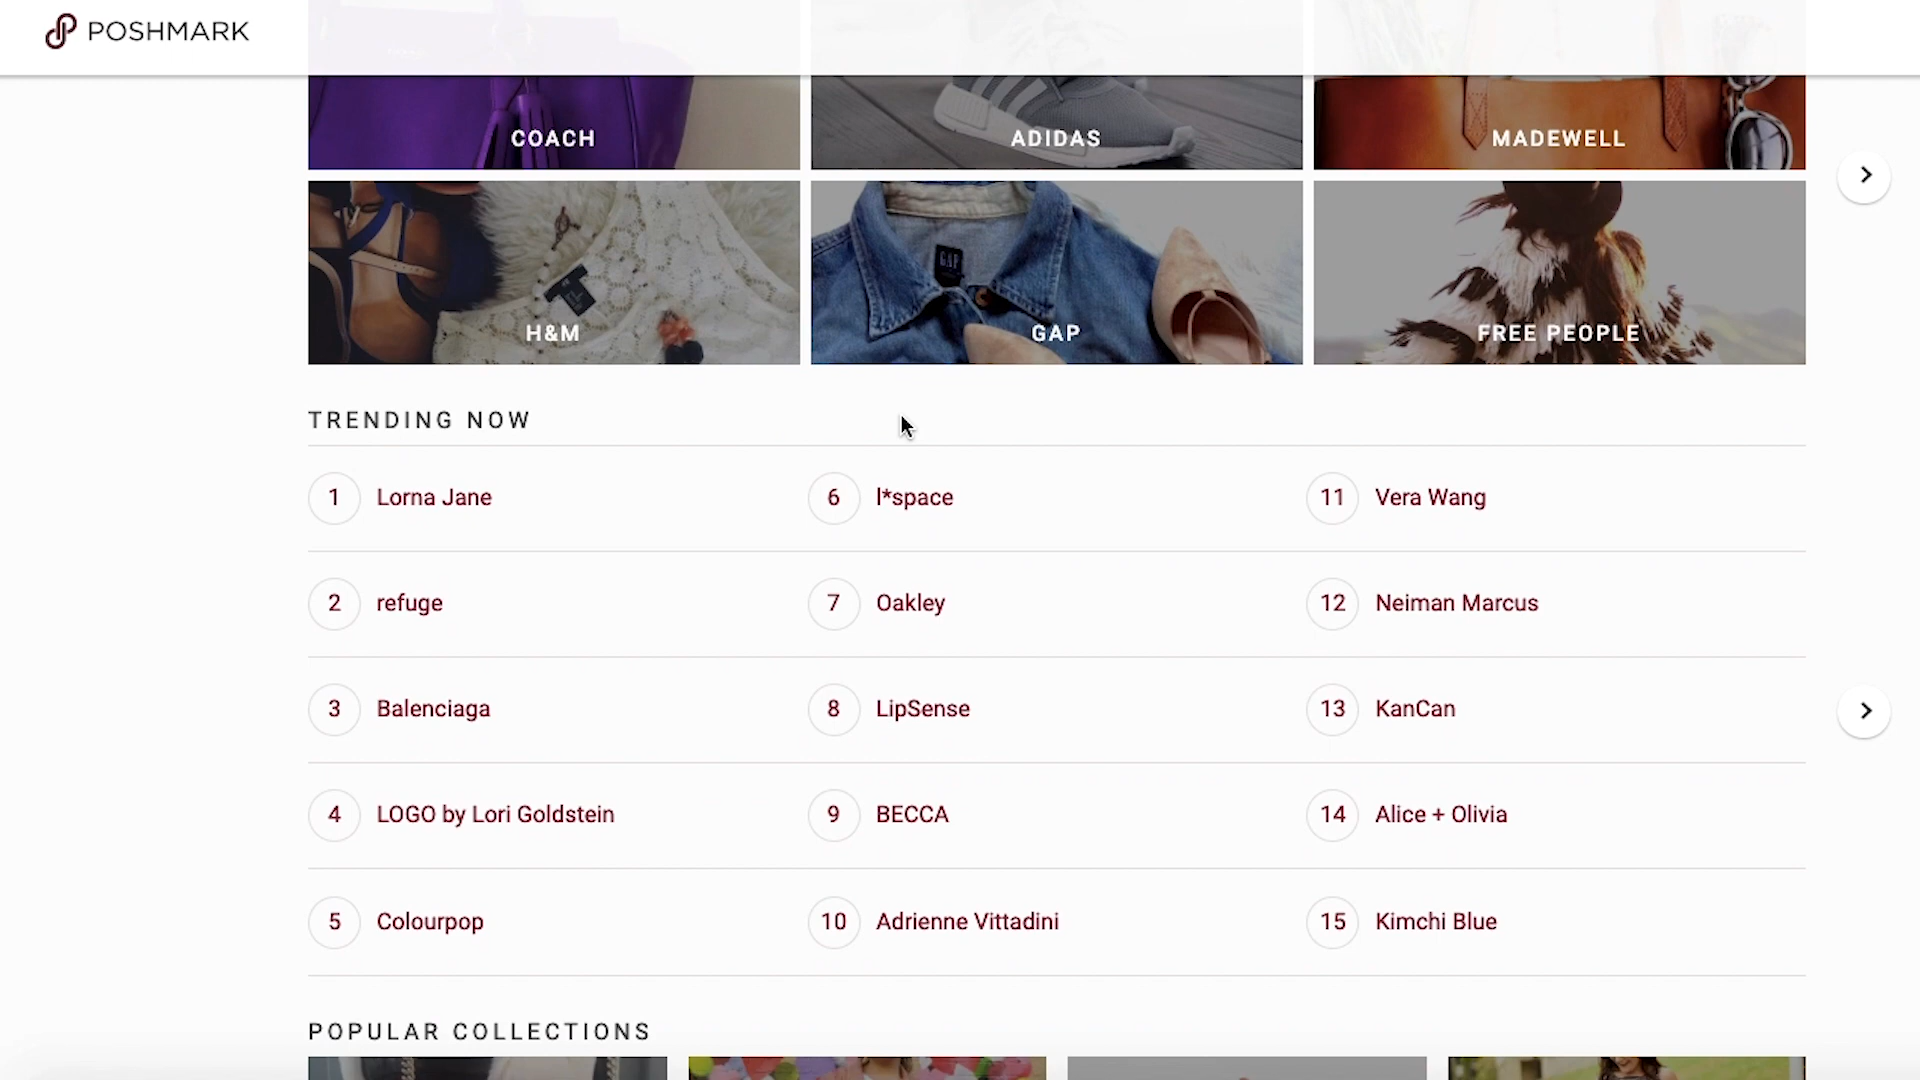 POSHMARK
COACH
ADIDAS
MADEWELL
H&M
GAP
GAP
FREE PEOPLE
TRENDING NOW
1 Lorna Jane
2 refuge
3 Balenciaga
4 LOGO by Lori Goldstein
5 Colourpop
6 l*space
7 Oakley
8 LipSense
9 BECCA
10 Adrienne Vittadini
11 Vera Wang
12 Neiman Marcus
13 KanCan
14 Alice + Olivia
15 Kimchi Blue
POPULAR COLLECTIONS